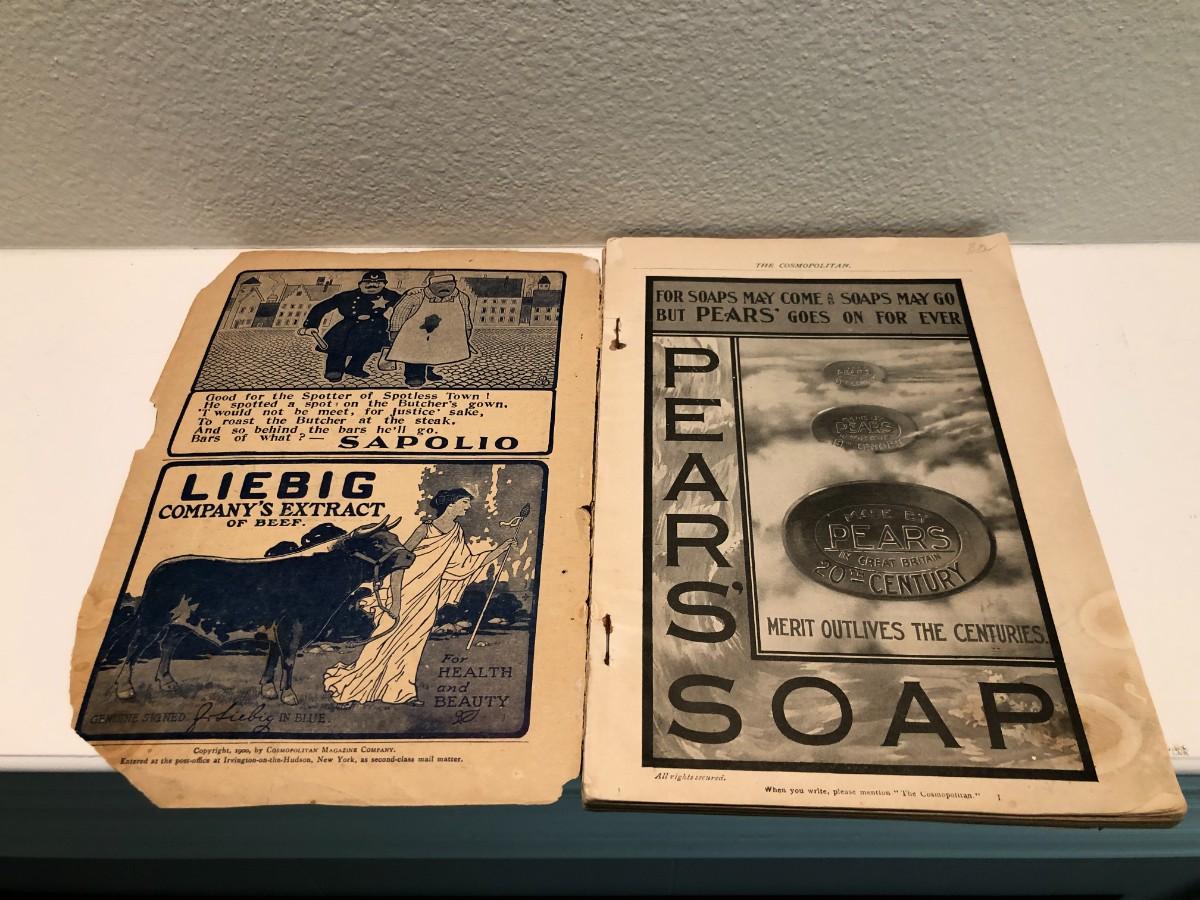 Good for the Spotter of Spotless Town!
He spotted a spot on the Butcher's gown,
'T would not be meet, for Justice' sake,
To roast the Butcher at the steak,
And so behind the bars he'll go.
Bars of what?— SAPOLIO
LIEBIG
COMPANY'S EXTRACT
OF BEEF.
For
HEALTH
and
BEAUTY
GENUINE SIGNED J. v Liebig IN BLUE.
Copyright, 1900, by COSMOPOLITAN MAGAZINE COMPANY.
Entered at the post-office at Irvington-on-the-Hudson, New York, as second-class mail matter.
THE COSMOPOLITAN.
FOR SOAPS MAY COME & SOAPS MAY GO
BUT PEARS' GOES ON FOR EVER
PEARS'
PEARS
PEARS
MADE BY
PEARS
BY GREAT BRITAIN
20TH CENTURY
MERIT OUTLIVES THE CENTURIES.
SOAP
All rights secured.
When you write, please mention "The Cosmopolitan." 1